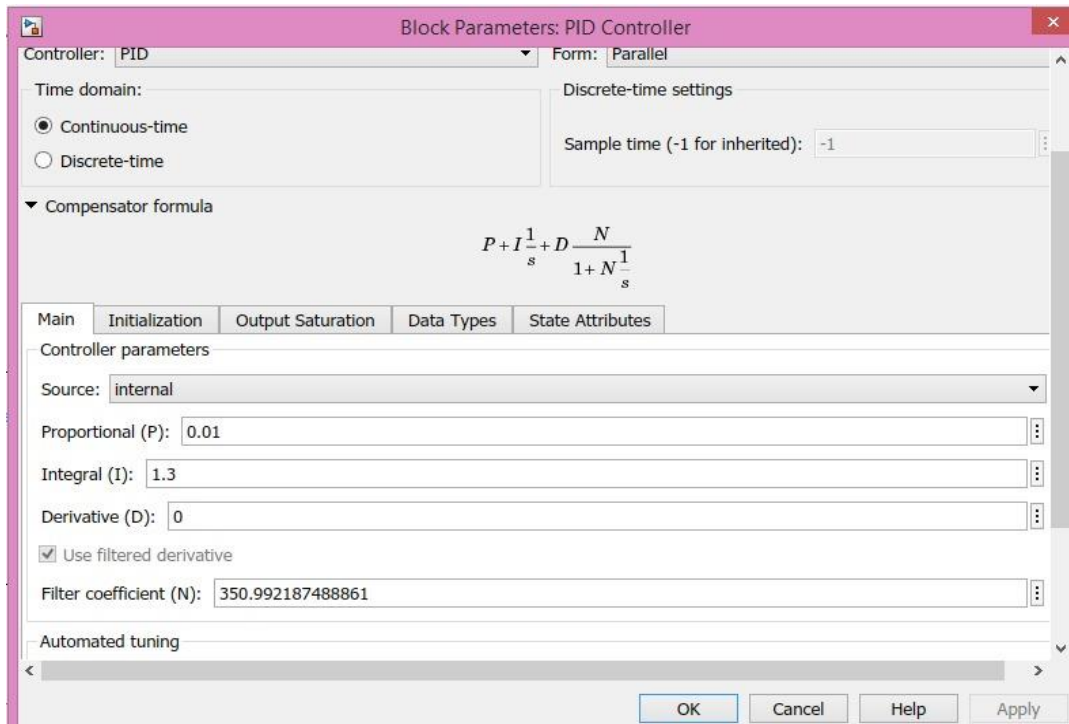 Block Parameters: PID Controller
Controller: PID Form: Parallel
Time domain:
Discrete-time settings
Continuous-time
Discrete-time
Sample time (-1 for inherited): -1
Compensator formula
P + I 1/s + D N/(1 + N 1/s)
Main Initialization Output Saturation Data Types State Attributes
Controller parameters
Source: internal
Proportional (P): 0.01
Integral (I): 1.3
Derivative (D): 0
Use filtered derivative
Filter coefficient (N): 350.992187488861
Automated tuning
OK Cancel Help Apply